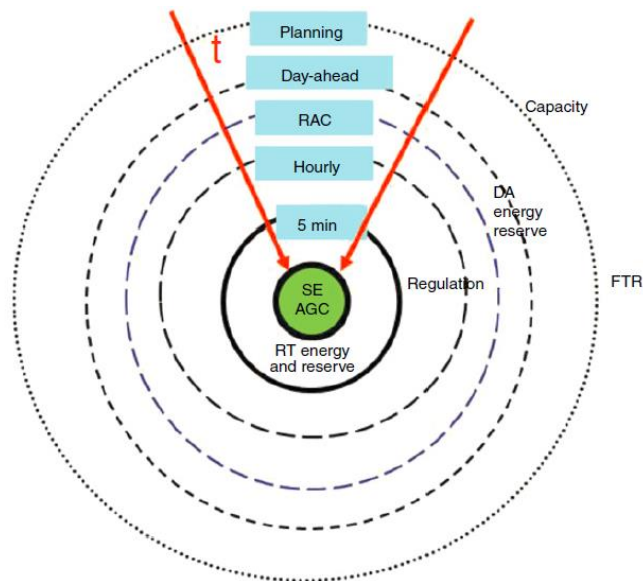 t
Planning
Day-ahead
RAC
Capacity
Hourly
DA
energy
reserve
5 min
Regulation
FTR
SE
AGC
RT energy
and reserve